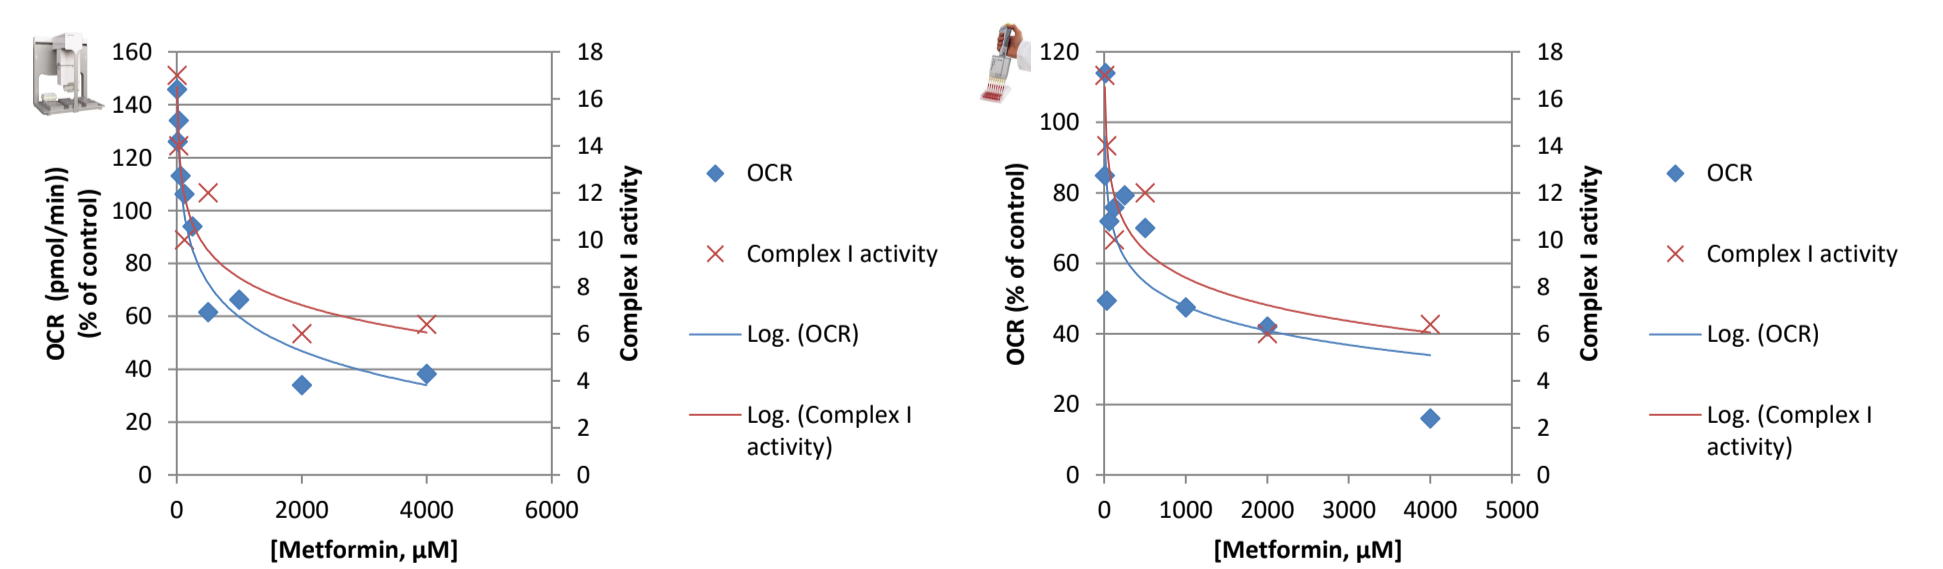 160
140
120
100
80
60
40
20
0
OCR (pmol/min))
(% of control)
18
16
14
12
10
8
6
4
2
0
Complex I activity
0
2000
4000
6000
[Metformin, µM]
OCR
Complex I activity
Log. (OCR)
Log. (Complex I
activity)
120
100
80
60
40
20
0
OCR (% of control)
18
16
14
12
10
8
6
4
2
0
Complex I activity
0
1000
2000
3000
4000
5000
[Metformin, µM]
OCR
Complex I activity
Log. (OCR)
Log. (Complex I
activity)